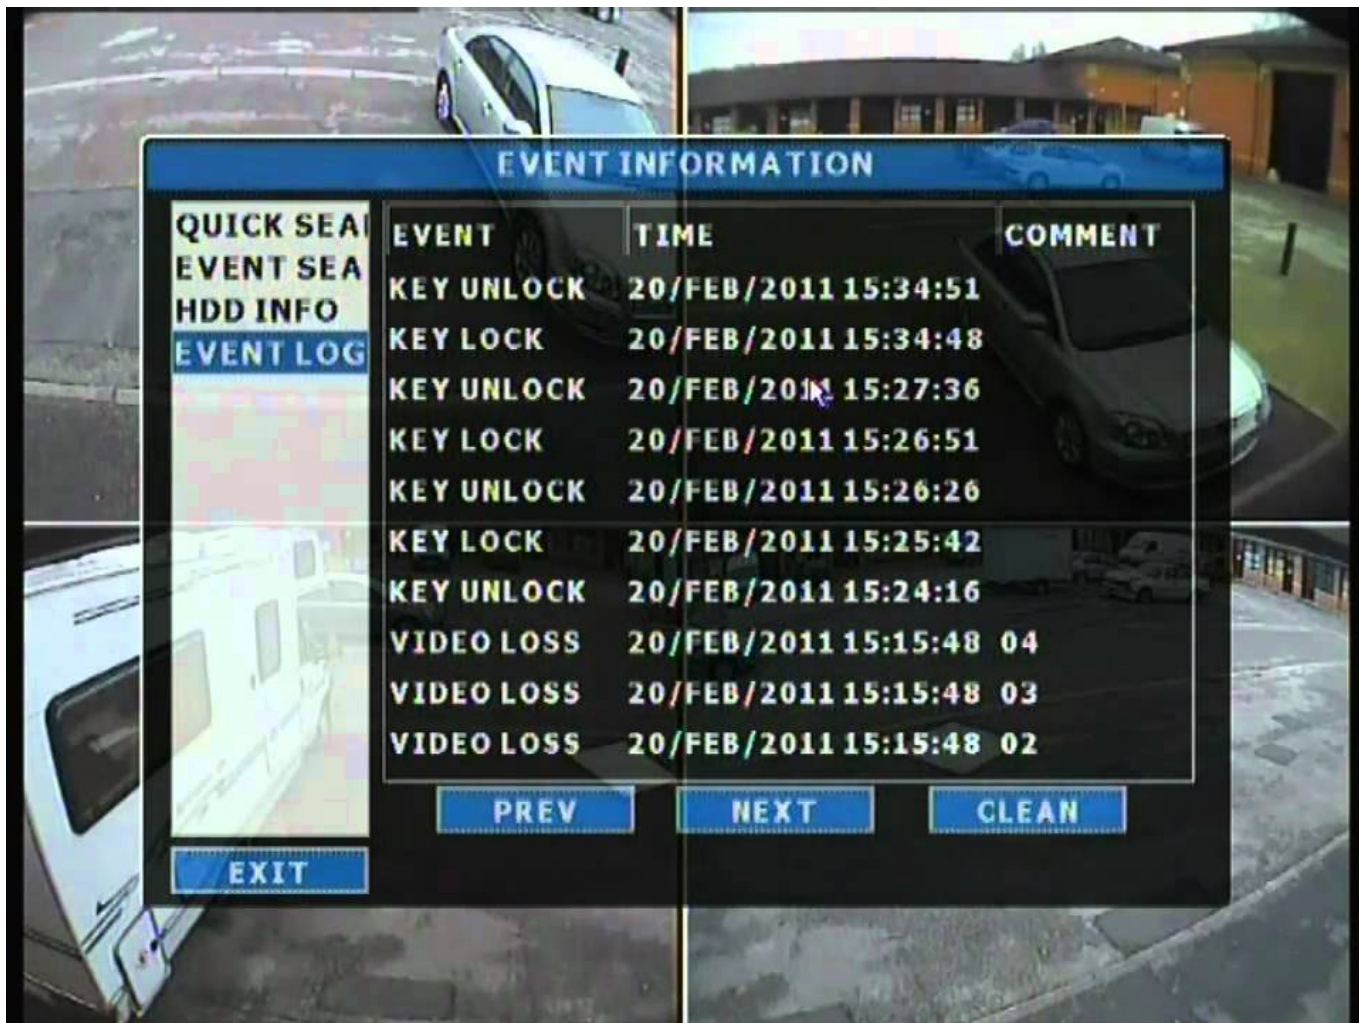 EVENT INFORMATION
QUICK SEA
EVENT SEA
HDD INFO
EVENT LOG
EVENT TIME COMMENT
KEY UNLOCK 20/FEB/2011 15:34:51
KEY LOCK 20/FEB/2011 15:34:48
KEY UNLOCK 20/FEB/2011 15:27:36
KEY LOCK 20/FEB/2011 15:26:51
KEY UNLOCK 20/FEB/2011 15:26:26
KEY LOCK 20/FEB/2011 15:25:42
KEY UNLOCK 20/FEB/2011 15:24:16
VIDEO LOSS 20/FEB/2011 15:15:48 04
VIDEO LOSS 20/FEB/2011 15:15:48 03
VIDEO LOSS 20/FEB/2011 15:15:48 02
PREV NEXT CLEAN
EXIT